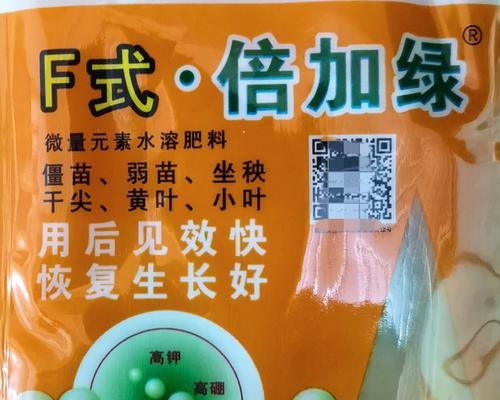 F式·倍加绿®
微量元素水溶肥料
僵苗、弱苗、坐秧
干尖、黄叶、小叶
用后见效快
恢复生长好
高钾
高硼